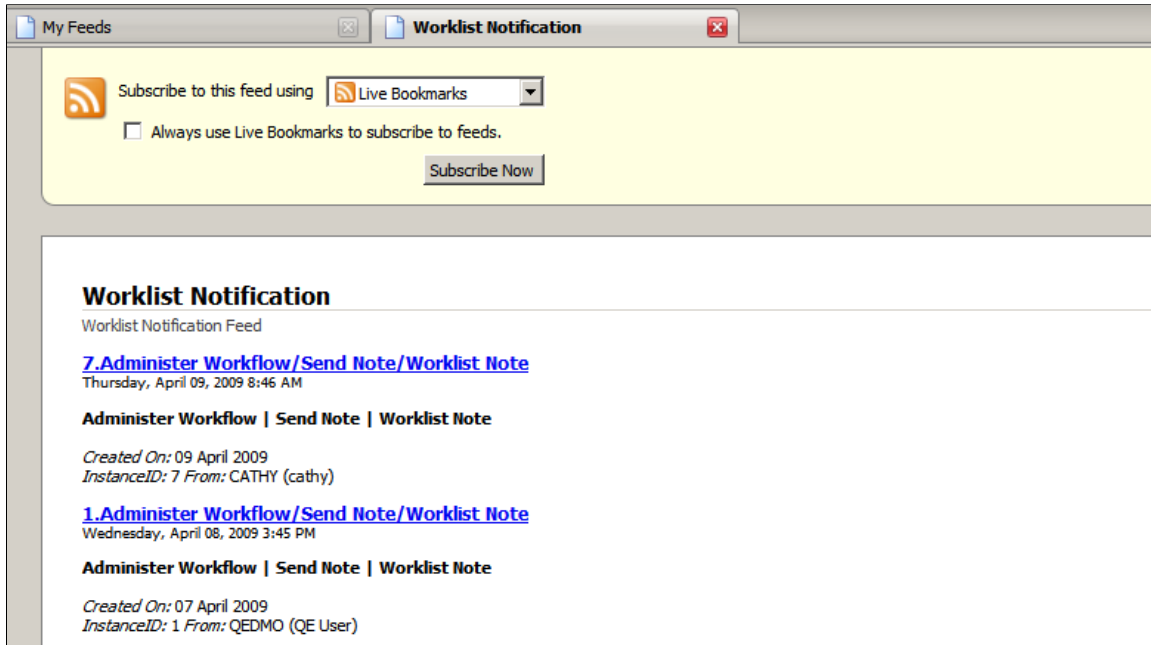 My Feeds
Worklist Notification
Subscribe to this feed using Live Bookmarks
Always use Live Bookmarks to subscribe to feeds.
Subscribe Now
Worklist Notification
Worklist Notification Feed
7.Administer Workflow/Send Note/Worklist Note
Thursday, April 09, 2009 8:46 AM
Administer Workflow | Send Note | Worklist Note
Created On: 09 April 2009
InstanceID: 7 From: CATHY (cathy)
1.Administer Workflow/Send Note/Worklist Note
Wednesday, April 08, 2009 3:45 PM
Administer Workflow | Send Note | Worklist Note
Created On: 07 April 2009
InstanceID: 1 From: QEDMO (QE User)